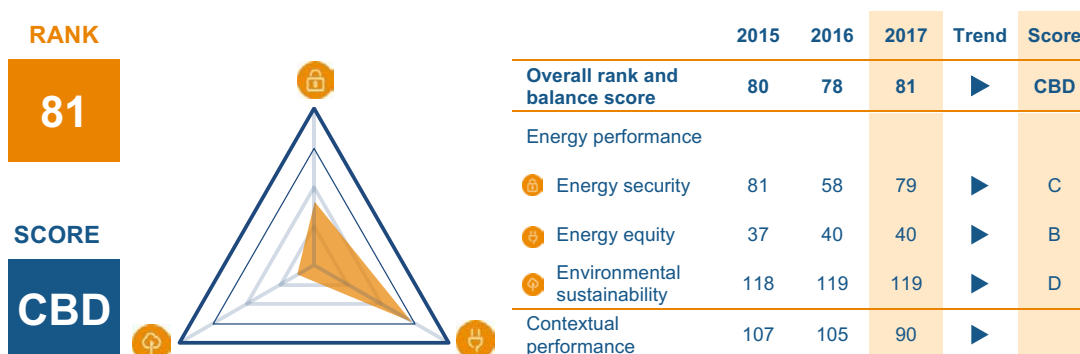 RANK
81
SCORE
CBD
2015 2016 2017 Trend Score
Overall rank and
balance score 80 78 81 CBD
Energy performance
Energy security 81 58 79 C
Energy equity 37 40 40 B
Environmental
sustainability 118 119 119 D
Contextual
performance 107 105 90